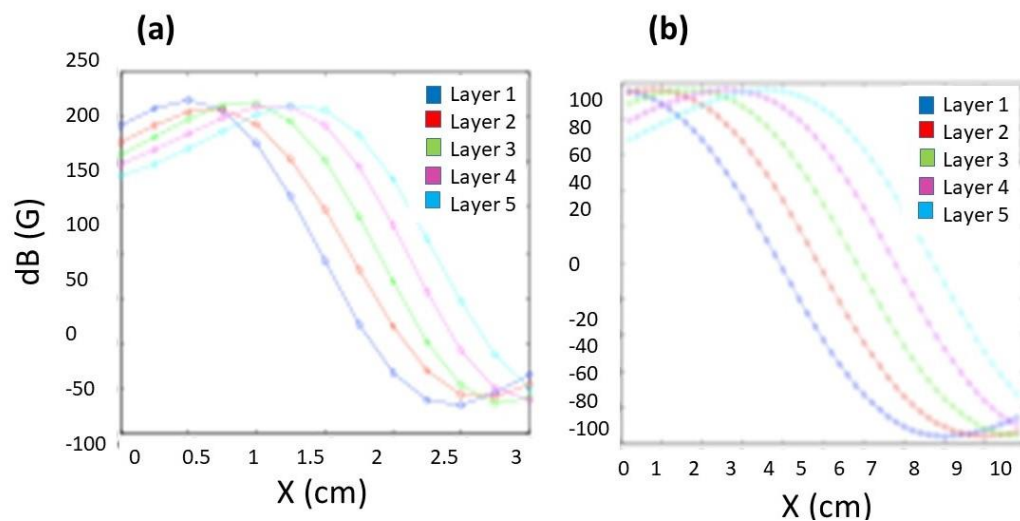 (a)
250
200
150
100
50
0
-50
-100
dB (G)
0 0.5 1 1.5 2 2.5 3
X (cm)
Layer 1
Layer 2
Layer 3
Layer 4
Layer 5
(b)
100
80
60
40
20
0
-20
-40
-60
-80
-100
0 1 2 3 4 5 6 7 8 9 10
X (cm)
Layer 1
Layer 2
Layer 3
Layer 4
Layer 5